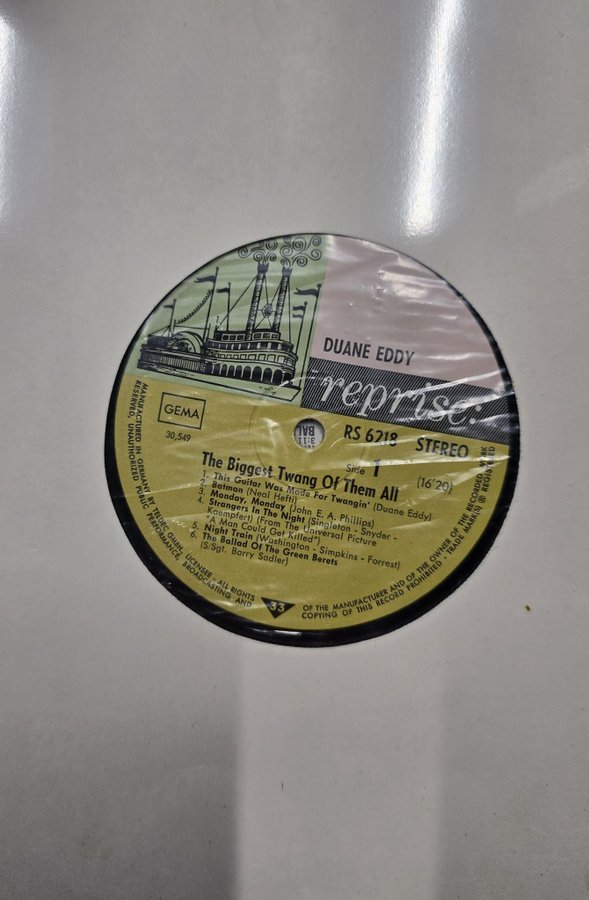 DUANE EDDY
reprise:
GEMA
30,549
RS 6218 STEREO
Side 1 (16'20)
The Biggest Twang Of Them All
1. This Guitar Was Made For Twangin' (Duane Eddy)
2. Batman (Neal Hefti)
3. Monday, Monday (John E. A. Phillips)
4. Strangers In The Night (Singleton - Snyder -
Kaempfert) (From The Universal Picture
"A Man Could Get Killed")
5. Night Train (Washington - Simpkins - Forrest)
6. The Ballad Of The Green Berets
(S/Sgt. Barry Sadler)
33
MANUFACTURED IN GERMANY BY TELDEC GMBH, LICENSEE - ALL RIGHTS OF THE MANUFACTURER AND OF THE OWNER OF THE RECORDED WORK
RESERVED, UNAUTHORIZED PUBLIC PERFORMANCE, BROADCASTING AND COPYING OF THIS RECORD PROHIBITED "TRADE MARK(S) ® REGISTERED